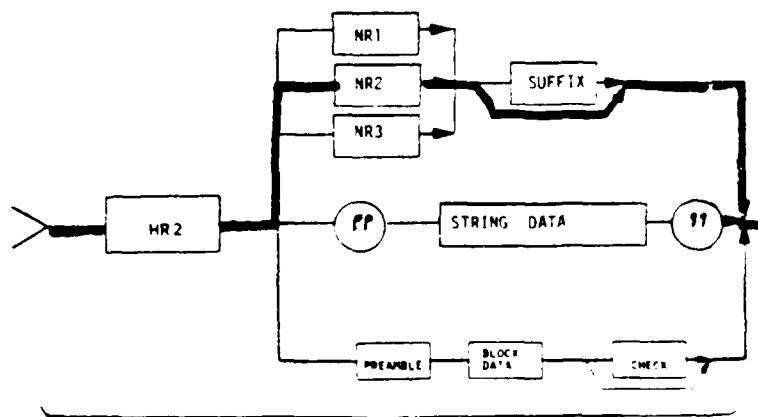 NR1
NR2
SUFFIX
NR3
HR2
"
STRING DATA
"
PREAMBLE
BLOCK
DATA
CHECK